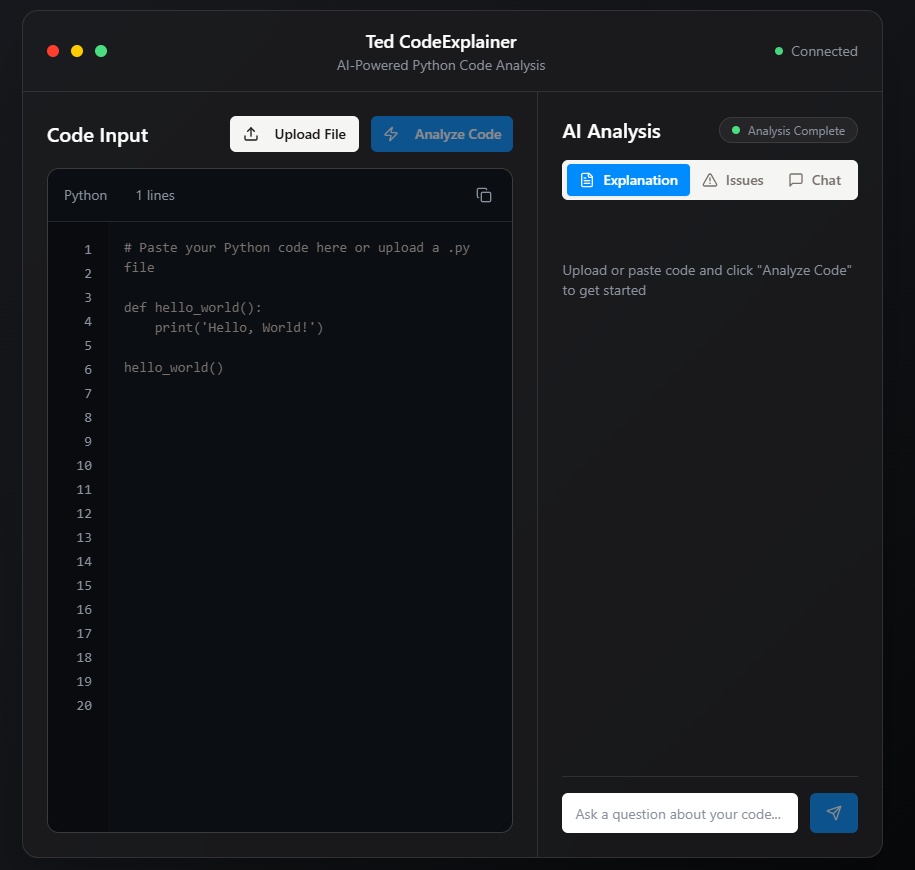 Ted CodeExplainer
AI-Powered Python Code Analysis
Connected
Code Input
Upload File
Analyze Code
Python
1 lines
1
2
3
4
5
6
7
8
9
10
11
12
13
14
15
16
17
18
19
20
# Paste your Python code here or upload a .py
file
def hello_world():
    print('Hello, World!')
hello_world()
AI Analysis
Analysis Complete
Explanation
Issues
Chat
Upload or paste code and click "Analyze Code"
to get started
Ask a question about your code...